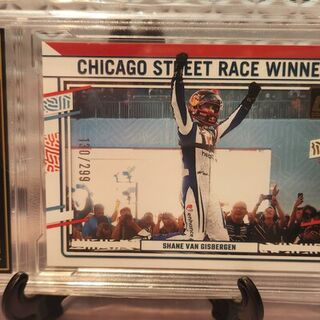 CHICAGO STREET RACE WINNE
130/299
SHANE VAN GISBERGEN